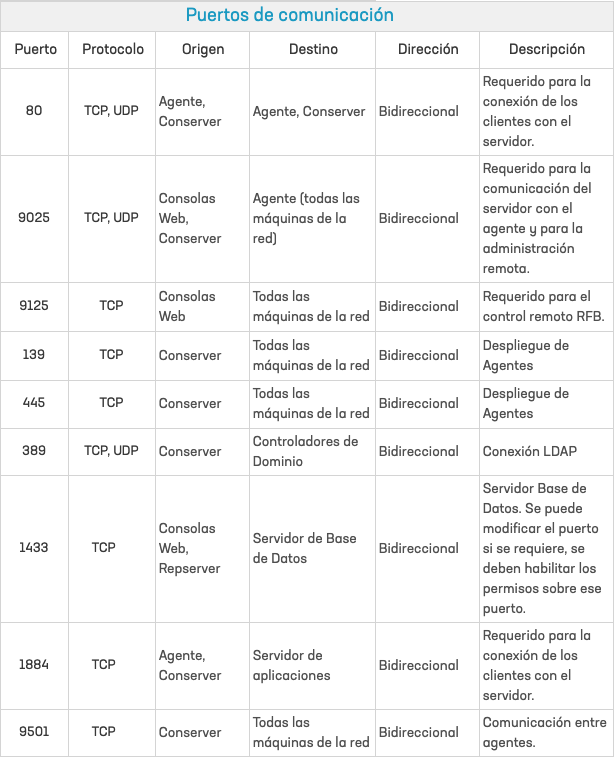 Puertos de comunicación
Puerto Protocolo Origen Destino Dirección Descripción
80 TCP, UDP Agente, Conserver Agente, Conserver Bidireccional Requerido para la conexión de los clientes con el servidor.
9025 TCP, UDP Consolas Web, Conserver Agente (todas las máquinas de la red) Bidireccional Requerido para la comunicación del servidor con el agente y para la administración remota.
9125 TCP Consolas Web Todas las máquinas de la red Bidireccional Requerido para el control remoto RFB.
139 TCP Conserver Todas las máquinas de la red Bidireccional Despliegue de Agentes
445 TCP Conserver Todas las máquinas de la red Bidireccional Despliegue de Agentes
389 TCP, UDP Conserver Controladores de Dominio Bidireccional Conexión LDAP
1433 TCP Consolas Web, Repserver Servidor de Base de Datos Bidireccional Servidor Base de Datos. Se puede modificar el puerto si se requiere, se deben habilitar los permisos sobre ese puerto.
1884 TCP Agente, Conserver Servidor de aplicaciones Bidireccional Requerido para la conexión de los clientes con el servidor.
9501 TCP Conserver Todas las máquinas de la red Bidireccional Comunicación entre agentes.